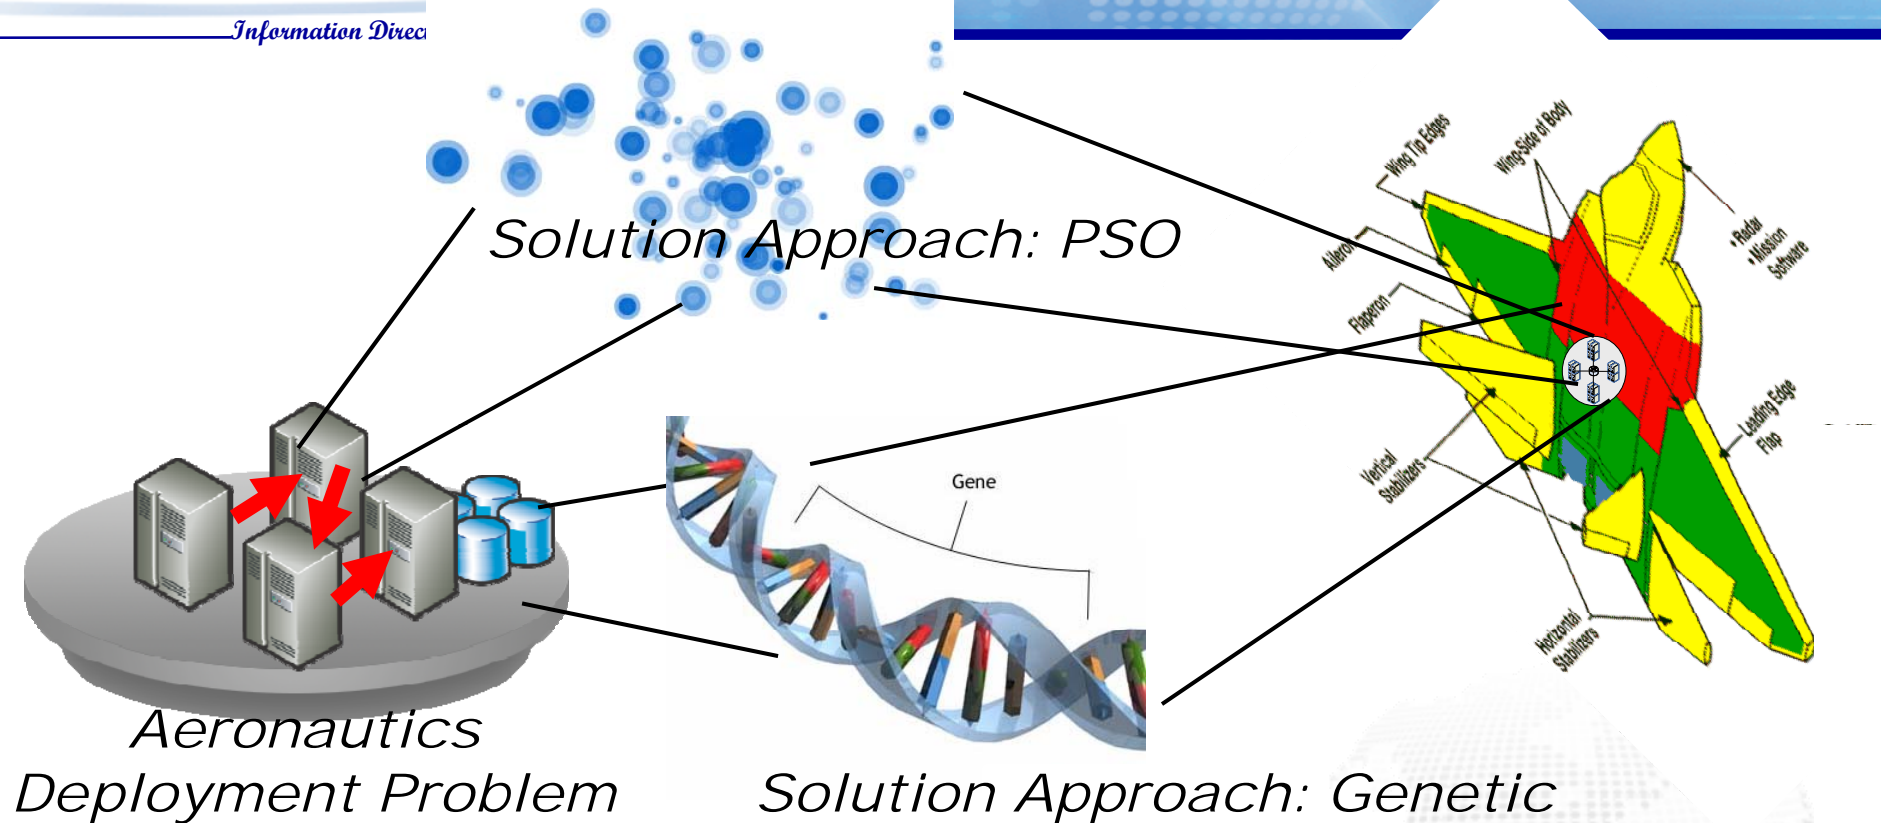 Information Direc
Solution Approach: PSO
Wing Tip Edges
Wing-Side of Body
• Radar
• Mission
Software
Aileron
Flaperon
Vertical
Stabilizers
Leading Edge
Flap
Horizontal
Stabilizers
Gene
Aeronautics
Deployment Problem
Solution Approach: Genetic